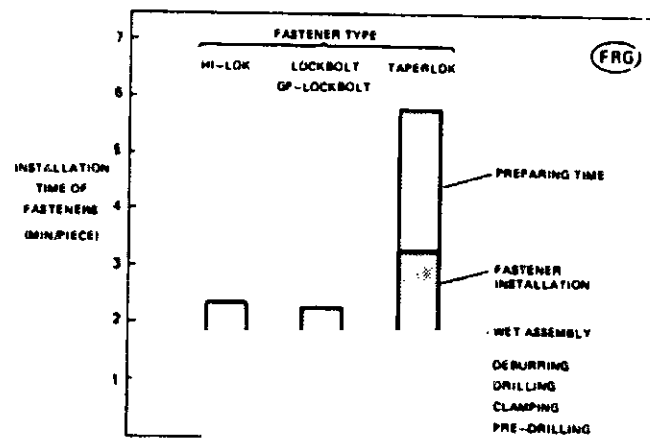 FASTENER TYPE
HI-LOK
LOCKBOLT
GP-LOCKBOLT
TAPERLOK
FRG
7
6
5
4
3
2
1
INSTALLATION
TIME OF
FASTENERS
(MIN/PIECE)
PREPARING TIME
FASTENER
INSTALLATION
WET ASSEMBLY
DEBURRING
DRILLING
CLAMPING
PRE-DRILLING